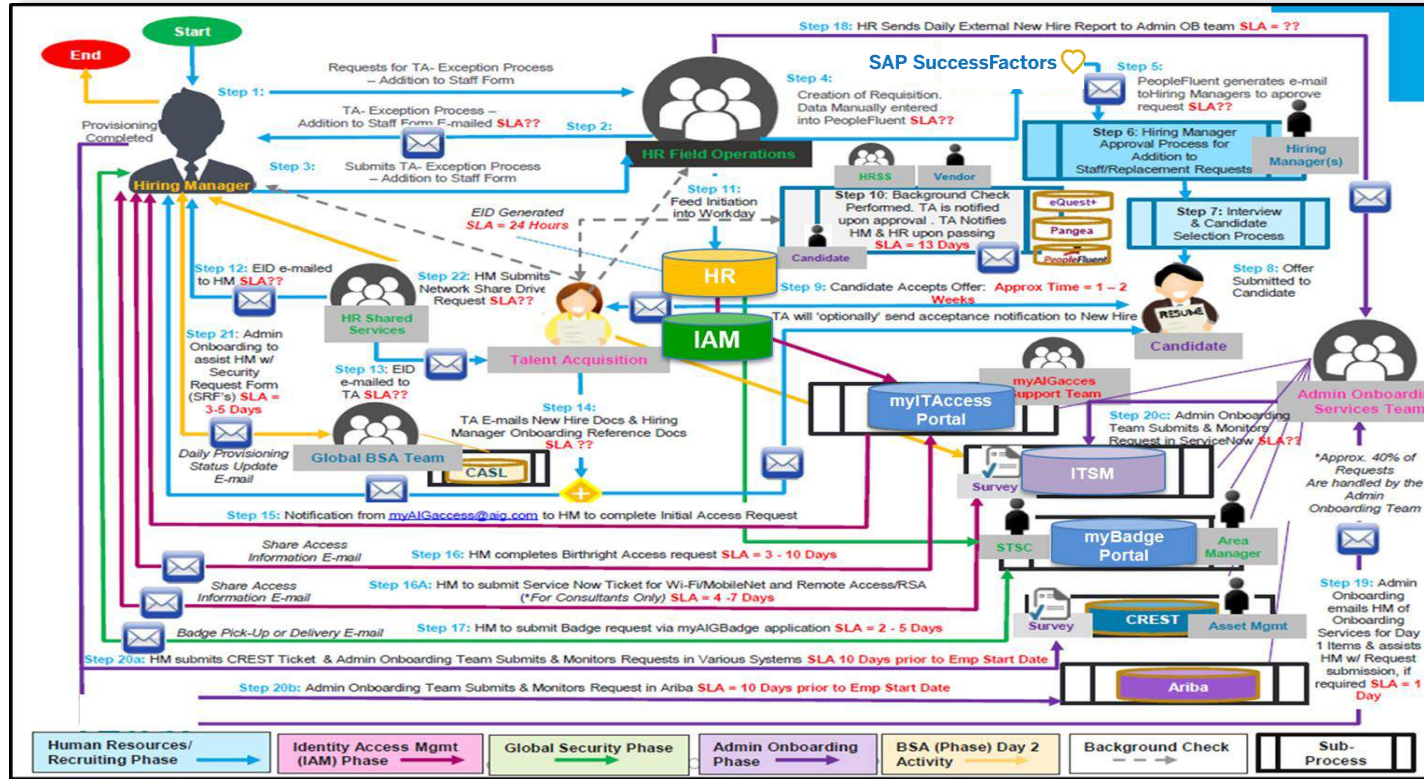 Start
End
Step 18: HR Sends Daily External New Hire Report to Admin OB team SLA = ??
SAP SuccessFactors
Requests for TA- Exception Process
– Addition to Staff Form
Step 1:
TA- Exception Process –
Addition to Staff Form E-mailed SLA??
Step 2:
Step 3:
Submits TA- Exception Process
– Addition to Staff Form
Provisioning
Completed
Hiring Manager
HR Field Operations
Step 4:
Creation of Requisition.
Data Manually entered
into PeopleFluent SLA??
Step 5:
PeopleFluent generates e-mail
toHiring Managers to approve
request SLA??
Step 6: Hiring Manager
Approval Process for
Addition to
Staff/Replacement Requests
Hiring
Manager(s)
HRSS
Vendor
Step 10: Background Check
Performed. TA is notified
upon approval . TA Notifies
HM & HR upon passing
SLA = 13 Days
Candidate
eQuest+
Pangea
PeopleFluent
Step 7: Interview
& Candidate
Selection Process
Step 11:
Feed Initiation
into Workday
EID Generated
SLA = 24 Hours
HR
IAM
Step 8: Offer
Submitted to
Candidate
Step 9: Candidate Accepts Offer: Approx Time = 1 – 2
Weeks
TA will 'optionally' send acceptance notification to New Hire
RESUME
Candidate
Step 12: EID e-mailed
to HM SLA??
Step 22: HM Submits
Network Share Drive
Request SLA??
HR Shared
Services
Talent Acquisition
Step 21: Admin
Onboarding to
assist HM w/
Security
Request Form
(SRF's) SLA =
3-5 Days
Step 13: EID
e-mailed to
TA SLA??
Step 14:
TA E-mails New Hire Docs & Hiring
Manager Onboarding Reference Docs
SLA ??
Daily Provisioning
Status Update
E-mail
Global BSA Team
CASL
myITAccess
Portal
myAIGacces
Support Team
Admin Onboardi
Services Team
Step 20c: Admin Onboarding
Team Submits & Monitors
Request in ServiceNow SLA??
*Approx. 40% of
Requests
Are handled by the
Admin
Onboarding Team
Survey
ITSM
STSC
myBadge
Portal
Area
Manager
Survey
CREST
Asset Mgmt
Ariba
Step 15: Notification from myAIGaccess@aig.com to HM to complete Initial Access Request
Share Access
Information E-mail
Step 16: HM completes Birthright Access request SLA = 3 - 10 Days
Share Access
Information E-mail
Step 16A: HM to submit Service Now Ticket for Wi-Fi/MobileNet and Remote Access/RSA
(*For Consultants Only) SLA = 4 -7 Days
Badge Pick-Up or Delivery E-mail
Step 17: HM to submit Badge request via myAIGBadge application SLA = 2 - 5 Days
Step 20a: HM submits CREST Ticket & Admin Onboarding Team Submits & Monitors Requests in Various Systems SLA 10 Days prior to Emp Start Date
Step 20b: Admin Onboarding Team Submits & Monitors Request in Ariba SLA = 10 Days prior to Emp Start Date
Step 19: Admin
Onboarding
emails HM of
Onboarding
Services for Day
1 Items & assists
HM w/ Request
submission, if
required SLA = 1
Day
Human Resources/
Recruiting Phase
Identity Access Mgmt
(IAM) Phase
Global Security Phase
Admin Onboarding
Phase
BSA (Phase) Day 2
Activity
Background Check
Sub-
Process